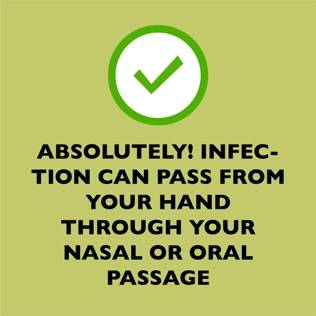 ABSOLUTELY! INFEC-
TION CAN PASS FROM
YOUR HAND
THROUGH YOUR
NASAL OR ORAL
PASSAGE